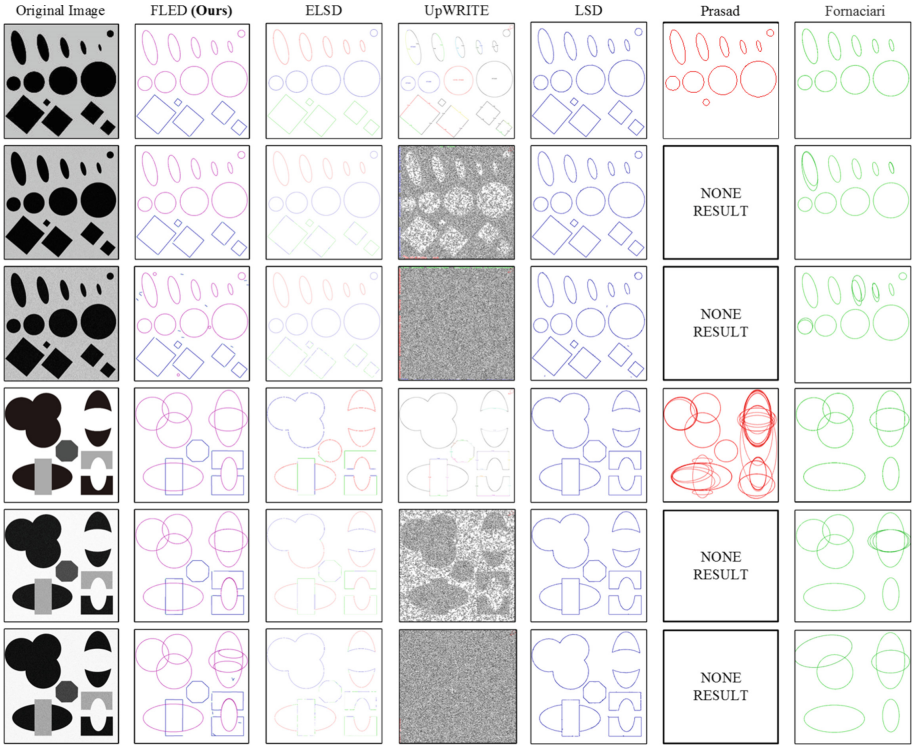 Original Image FLED (Ours) ELSD UpWRITE LSD Prasad Fornaciari
NONE
RESULT
NONE
RESULT
NONE
RESULT
NONE
RESULT